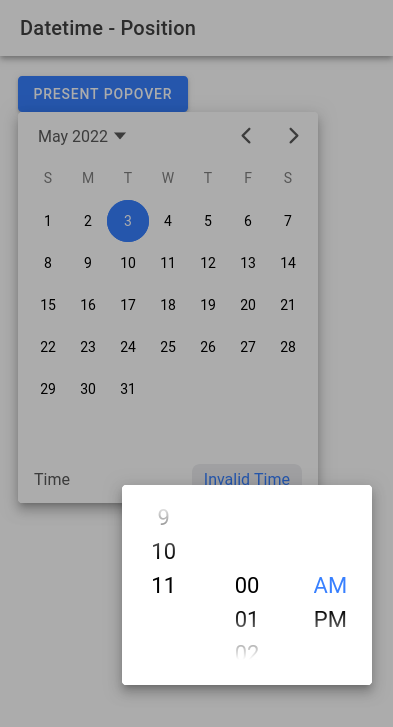 Datetime - Position
PRESENT POPOVER
May 2022
S M T W T F S
1 2 3 4 5 6 7
8 9 10 11 12 13 14
15 16 17 18 19 20 21
22 23 24 25 26 27 28
29 30 31
Time Invalid Time
9
10
11 00 AM
01 PM
02